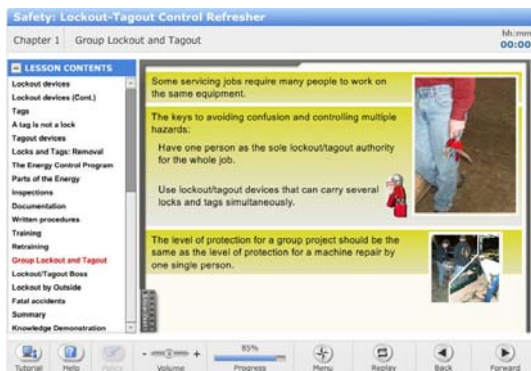 Safety: Lockout-Tagout Control Refresher
Chapter 1 Group Lockout and Tagout
hh:mm
00:00
LESSON CONTENTS
Lockout devices
Lockout devices (Cont.)
Tags
A tag is not a lock
Tagout devices
Locks and Tags: Removal
The Energy Control Program
Parts of the Energy
Inspections
Documentation
Written procedures
Training
Retraining
Group Lockout and Tagout
Lockout/Tagout Boss
Lockout by Outside
Fatal accidents
Summary
Knowledge Demonstration
Some servicing jobs require many people to work on
the same equipment.
The keys to avoiding confusion and controlling multiple
hazards:
Have one person as the sole lockout/tagout authority
for the whole job.
Use lockout/tagout devices that can carry several
locks and tags simultaneously.
The level of protection for a group project should be the
same as the level of protection for a machine repair by
one single person.
Tutorial
Help
Policy
- +
Volume
85%
Progress
Menu
Replay
Back
Forward